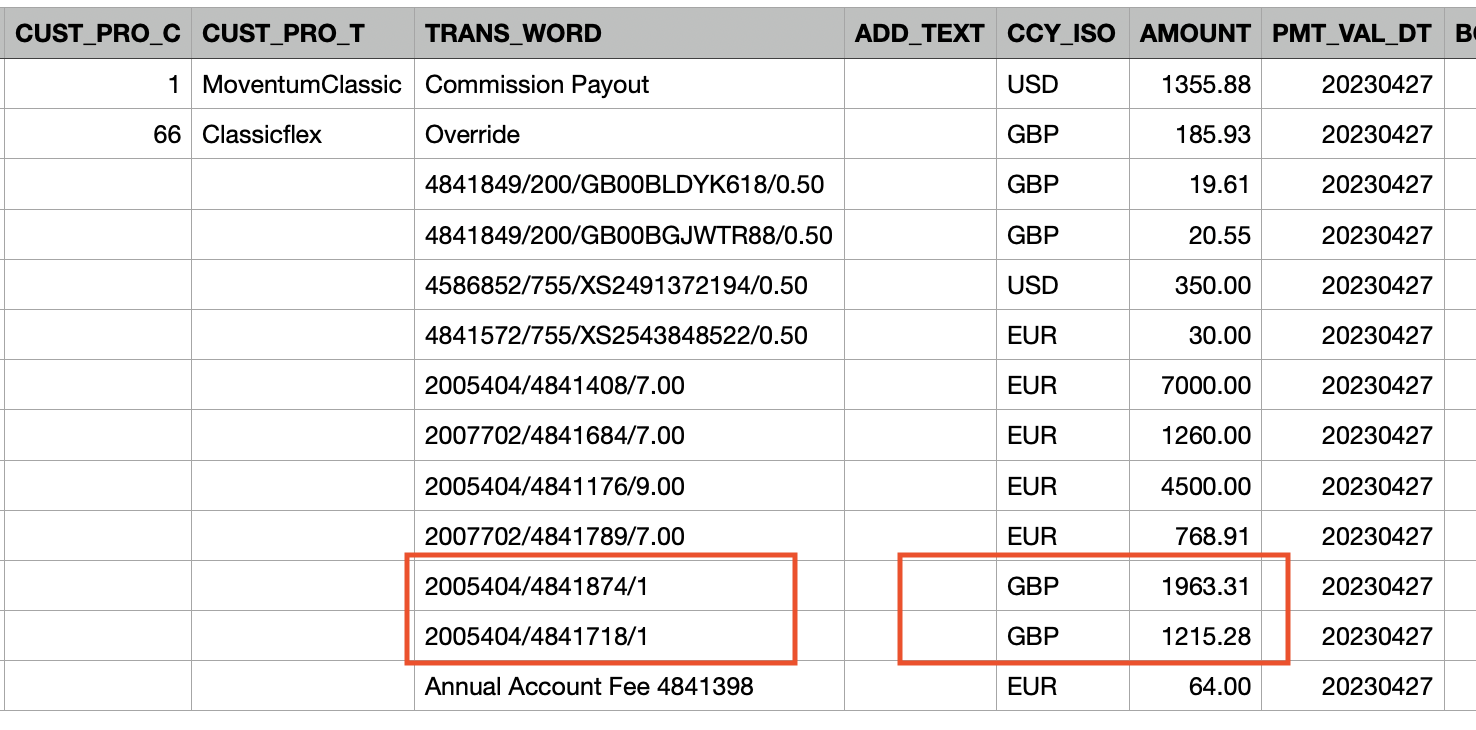 CUST_PRO_C CUST_PRO_T TRANS_WORD ADD_TEXT CCY_ISO AMOUNT PMT_VAL_DT
1 MoventumClassic Commission Payout USD 1355.88 20230427
66 Classicflex Override GBP 185.93 20230427
4841849/200/GB00BLDYK618/0.50 GBP 19.61 20230427
4841849/200/GB00BGJWTR88/0.50 GBP 20.55 20230427
4586852/755/XS2491372194/0.50 USD 350.00 20230427
4841572/755/XS2543848522/0.50 EUR 30.00 20230427
2005404/4841408/7.00 EUR 7000.00 20230427
2007702/4841684/7.00 EUR 1260.00 20230427
2005404/4841176/9.00 EUR 4500.00 20230427
2007702/4841789/7.00 EUR 768.91 20230427
2005404/4841874/1 GBP 1963.31 20230427
2005404/4841718/1 GBP 1215.28 20230427
Annual Account Fee 4841398 EUR 64.00 20230427